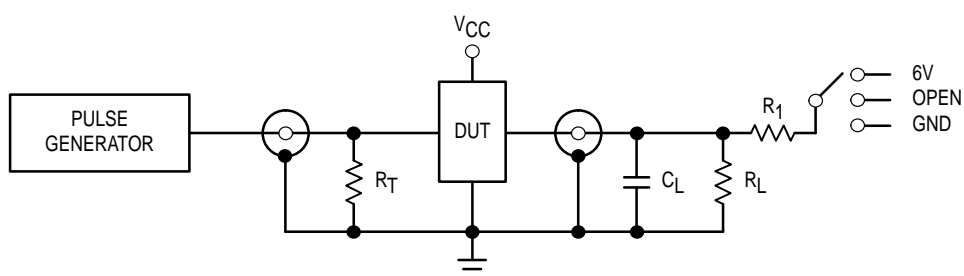 VCC
PULSE
GENERATOR
DUT
RT
CL
RL
R1
6V
OPEN
GND